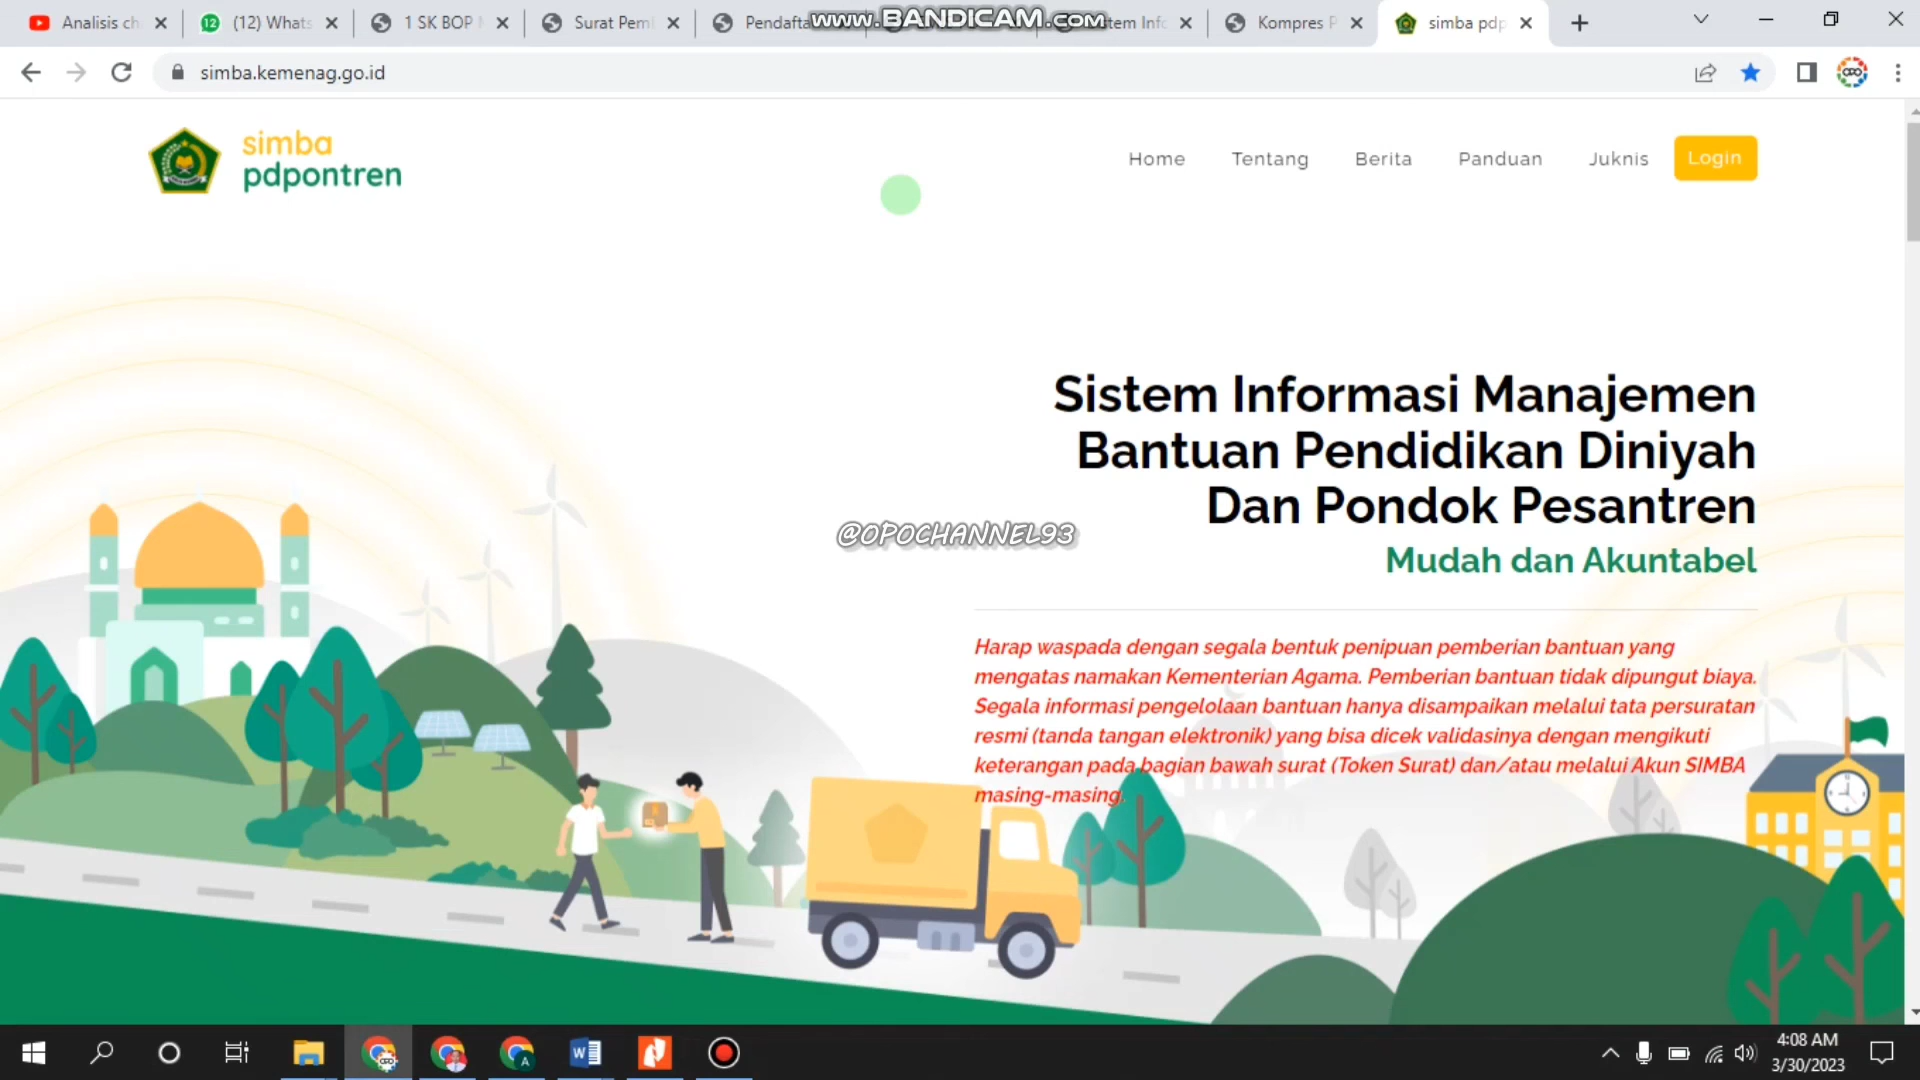 Analisis ch
(12) Whats
1 SK BOP
Surat Pem
Pendafta
www.BANDICAM.com
tem Info
Kompres P
simba pdp
simba.kemenag.go.id
simba
pdpontren
Home
Tentang
Berita
Panduan
Juknis
Login
Sistem Informasi Manajemen
Bantuan Pendidikan Diniyah
Dan Pondok Pesantren
Mudah dan Akuntabel
@OPOCHANNEL93
Harap waspada dengan segala bentuk penipuan pemberian bantuan yang
mengatas namakan Kementerian Agama. Pemberian bantuan tidak dipungut biaya.
Segala informasi pengelolaan bantuan hanya disampaikan melalui tata persuratan
resmi (tanda tangan elektronik) yang bisa dicek validasinya dengan mengikuti
keterangan pada bagian bawah surat (Token Surat) dan/atau melalui Akun SIMBA
masing-masing.
4:08 AM
3/30/2023